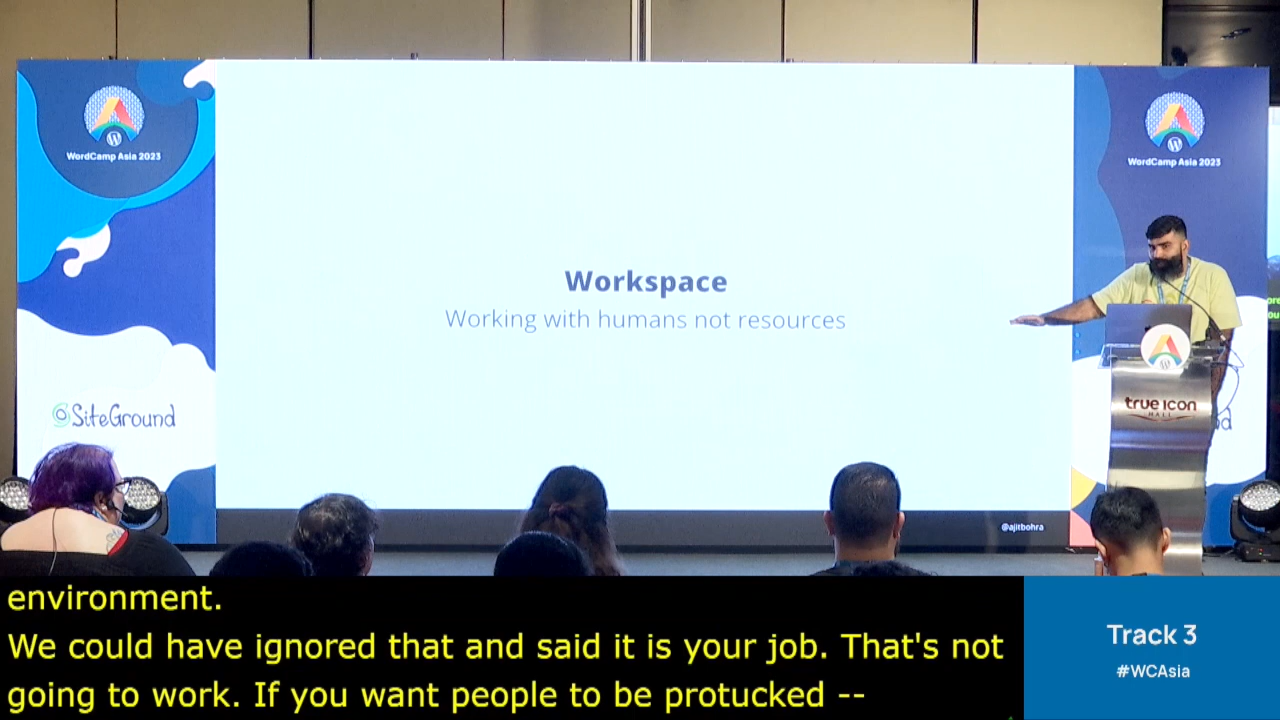 WordCamp Asia 2023
WordCamp Asia 2023
Workspace
Working with humans not resources
SiteGround
true icon
HALL
@ajitbohra
environment.
We could have ignored that and said it is your job. That's not
going to work. If you want people to be protucked --
Track 3
#WCAsia